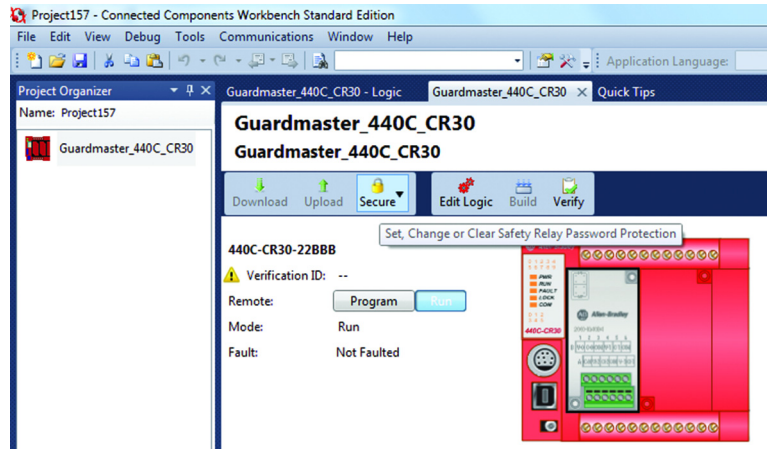 Project157 - Connected Components Workbench Standard Edition
File Edit View Debug Tools Communications Window Help
Application Language:
Project Organizer
Guardmaster_440C_CR30 - Logic
Guardmaster_440C_CR30
Quick Tips
Name: Project157
Guardmaster_440C_CR30
Guardmaster_440C_CR30
Guardmaster_440C_CR30
Download Upload Secure Edit Logic Build Verify
Set, Change or Clear Safety Relay Password Protection
440C-CR30-22BBB
Verification ID: --
Remote: Program Run
Mode: Run
Fault: Not Faulted
PWR
RUN
FAULT
LOCK
COM
440C-CR30
Allen-Bradley